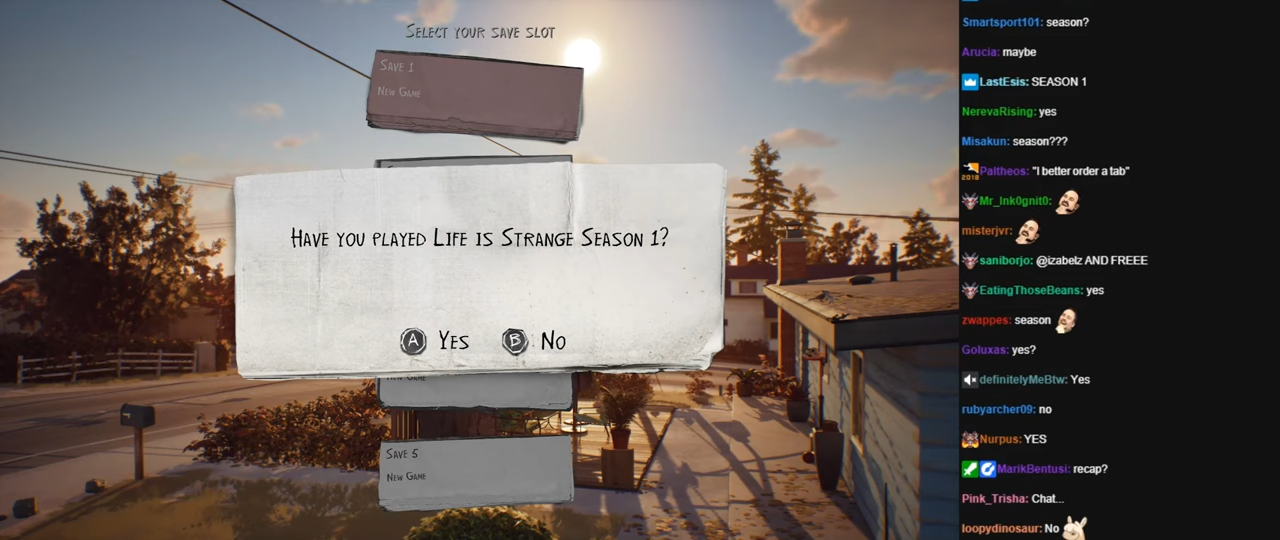 Select your save slot
Save 1
New Game
Have you played Life is Strange Season 1?
A Yes B No
New Game
Save 5
New Game
Smartsport101: season?
Arucia: maybe
LastEsis: SEASON 1
NerevaRising: yes
Misakun: season???
2018 Paltheos: "I better order a tab"
Mr_Ink0gnit0:
misterjvr:
saniborjo: @izabelz AND FREEE
EatingThoseBeans: yes
zwappes: season
Goluxas: yes?
definitelyMeBtw: Yes
rubyarcher09: no
Nurpus: YES
MarikBentusi: recap?
Pink_Trisha: Chat...
loopydinosaur: No